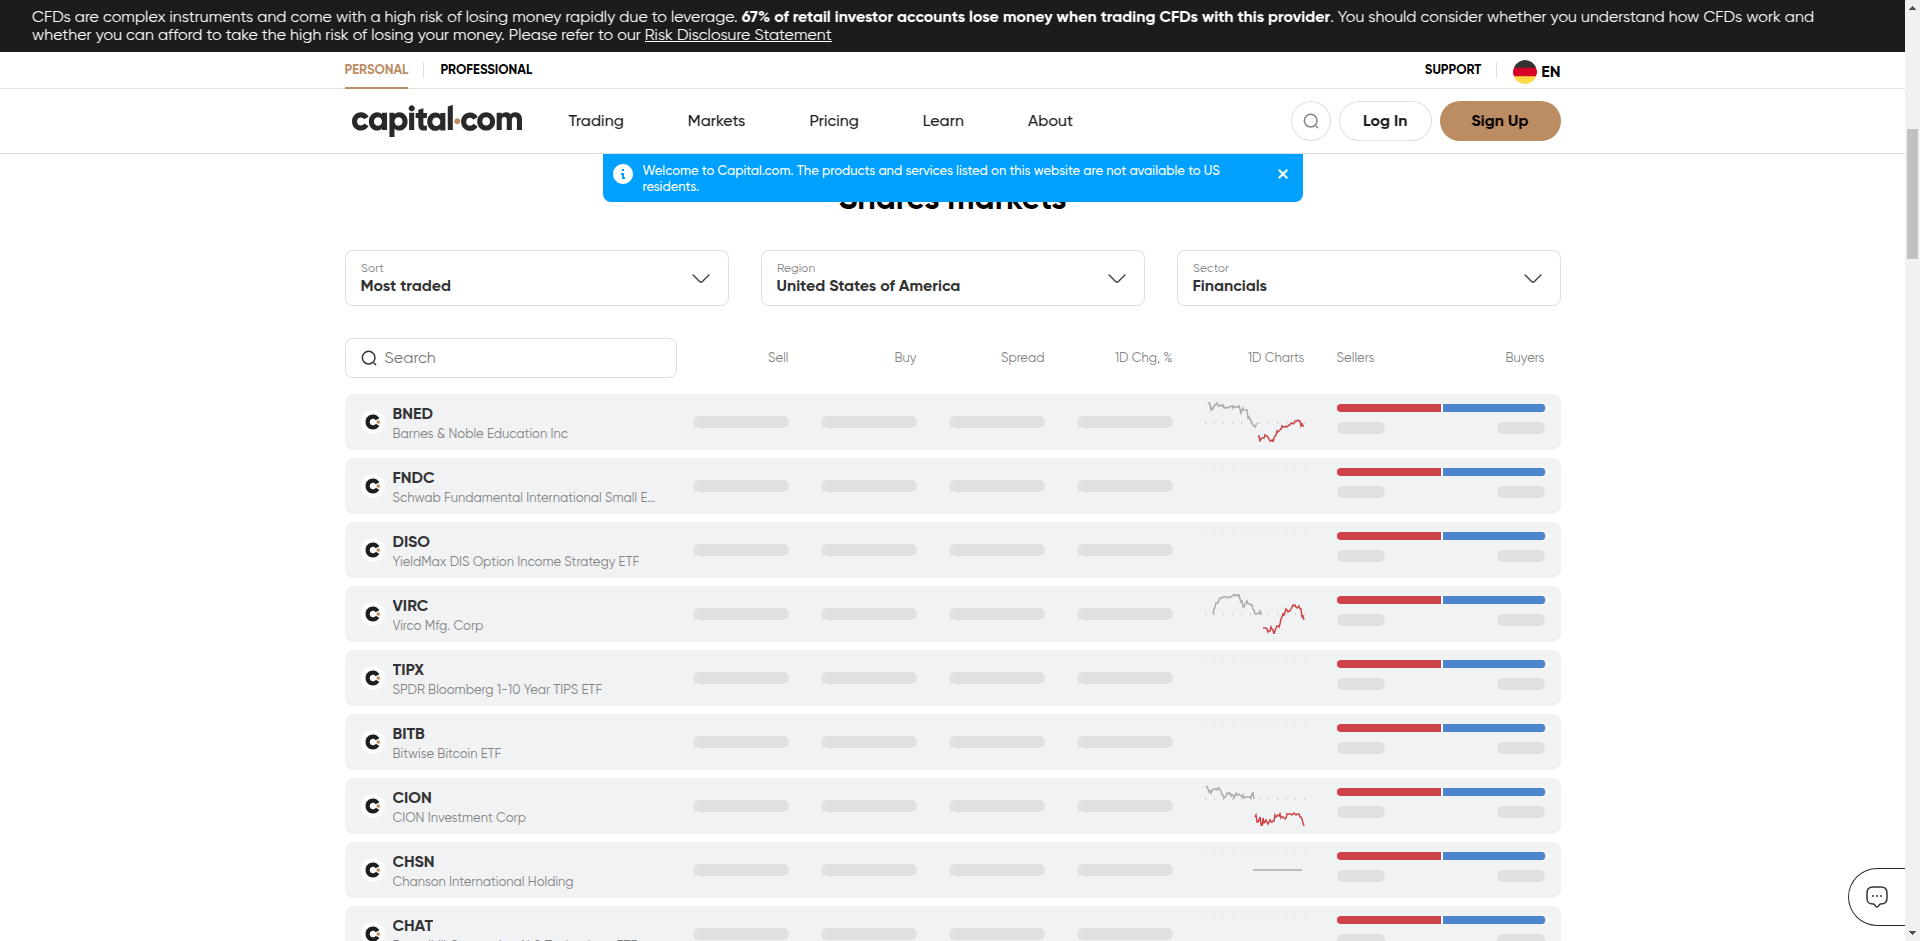 CFDs are complex instruments and come with a high risk of losing money rapidly due to leverage. 67% of retail investor accounts lose money when trading CFDs with this provider. You should consider whether you understand how CFDs work and
whether you can afford to take the high risk of losing your money. Please refer to our Risk Disclosure Statement
PERSONAL PROFESSIONAL SUPPORT EN
capital.com Trading Markets Pricing Learn About Log In Sign Up
Welcome to Capital.com. The products and services listed on this website are not available to US
residents.
Shares markets
Sort Region Sector
Most traded United States of America Financials
Search Sell Buy Spread 1D Chg, % 1D Charts Sellers Buyers
BNED
Barnes & Noble Education Inc
FNDC
Schwab Fundamental International Small E...
DISO
YieldMax DIS Option Income Strategy ETF
VIRC
Virco Mfg. Corp
TIPX
SPDR Bloomberg 1-10 Year TIPS ETF
BITB
Bitwise Bitcoin ETF
CION
CION Investment Corp
CHSN
Chanson International Holding
CHAT